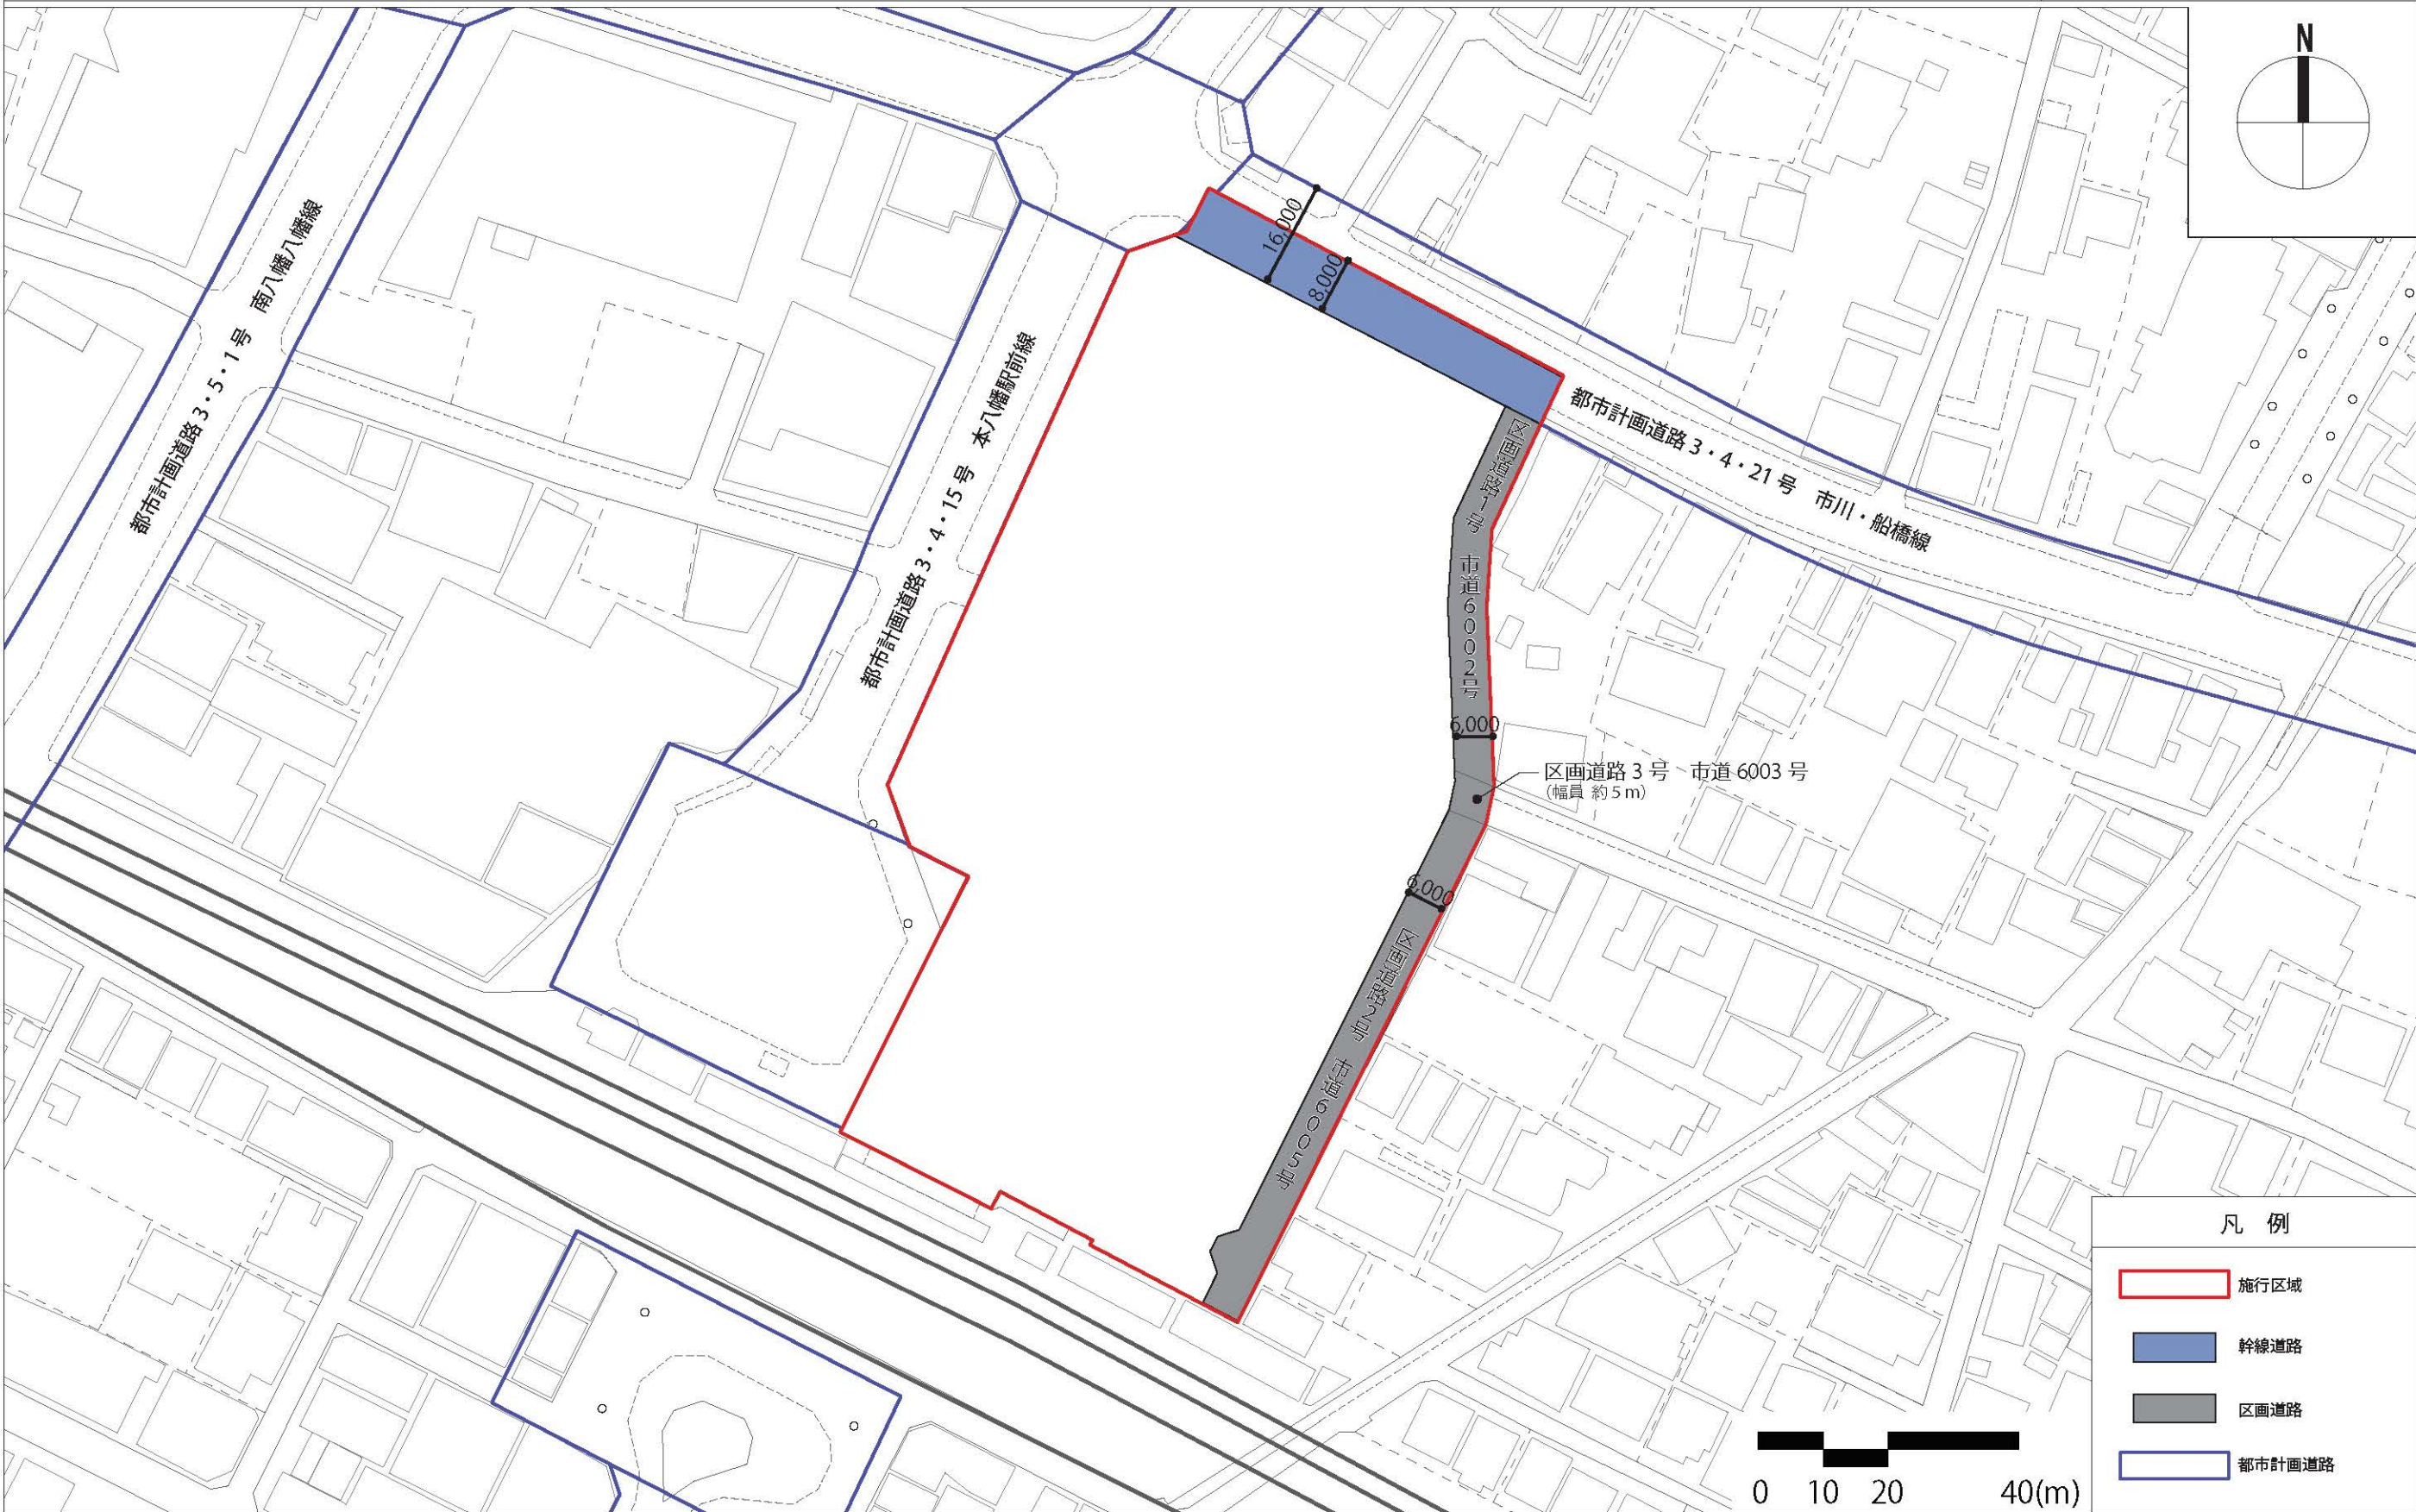 N
都市計画道路3・5・1号 南八幡八幡線
都市計画道路3・4・15号 本八幡駅前線
16,000
8,000
都市計画道路3・4・21号 市川・船橋線
区画道路1号 市道6002号
6,000
区画道路3号 市道6003号
(幅員 約5m)
6,000
区画道路2号 市道6005号
凡 例
施行区域
幹線道路
区画道路
都市計画道路
0 10 20 40(m)